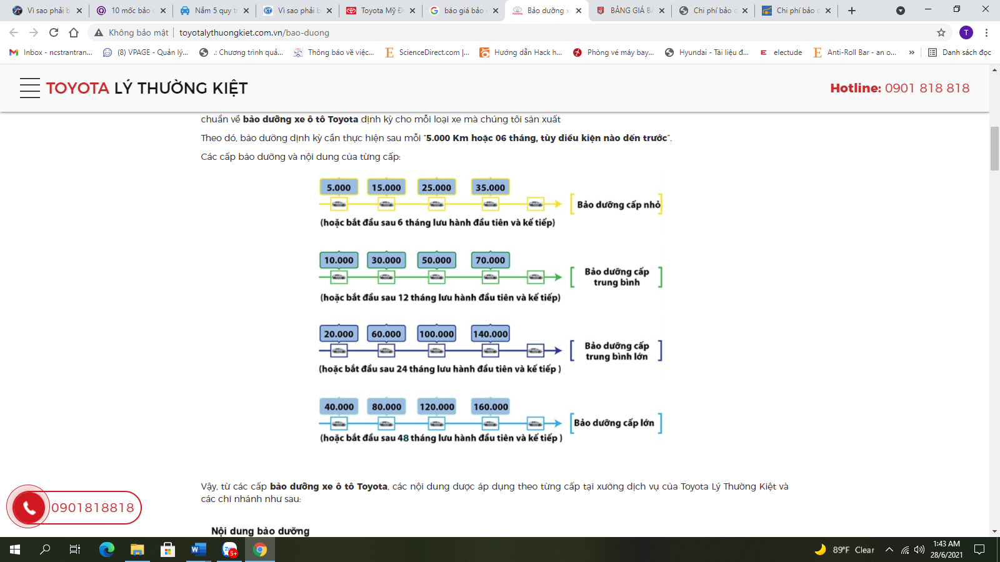 Vì sao phải b
10 mốc bảo d
Nắm 5 quy tr
Vì sao phải b
Toyota Mỹ Đ
báo giá bảo
Bảo dưỡng x
BẢNG GIÁ B
Chi phí bảo d
Chi phí bảo d
Không bảo mật
toyotalythuongkiet.com.vn/bao-duong
T
Inbox - ncstrantran...
(8) VPAGE - Quản lý...
.: Chương trình quả...
Thông báo về việc...
ScienceDirect.com |...
Hướng dẫn Hack h...
Phòng vé máy bay...
Hyundai - Tài liệu đ...
electude
Anti-Roll Bar - an o...
»
Danh sách đọc
TOYOTA LÝ THƯỜNG KIỆT
Hotline: 0901 818 818
chuẩn về bảo dưỡng xe ô tô Toyota định kỳ cho mỗi loại xe mà chúng tôi sản xuất
Theo đó, bảo dưỡng định kỳ cần thực hiện sau mỗi “5.000 Km hoặc 06 tháng, tùy điều kiện nào đến trước”.
Các cấp bảo dưỡng và nội dung của từng cấp:
5.000 15.000 25.000 35.000
Bảo dưỡng cấp nhỏ
(hoặc bắt đầu sau 6 tháng lưu hành đầu tiên và kế tiếp)
10.000 30.000 50.000 70.000
Bảo dưỡng cấp
trung bình
(hoặc bắt đầu sau 12 tháng lưu hành đầu tiên và kế tiếp)
20.000 60.000 100.000 140.000
Bảo dưỡng cấp
trung bình lớn
(hoặc bắt đầu sau 24 tháng lưu hành đầu tiên và kế tiếp )
40.000 80.000 120.000 160.000
Bảo dưỡng cấp lớn
(hoặc bắt đầu sau 48 tháng lưu hành đầu tiên và kế tiếp )
Vậy, từ các cấp bảo dưỡng xe ô tô Toyota, các nội dung được áp dụng theo từng cấp tại xưởng dịch vụ của Toyota Lý Thường Kiệt và
các chi nhánh như sau:
0901818818
Nội dung bảo dưỡng
5+
89°F Clear
1:43 AM
28/6/2021